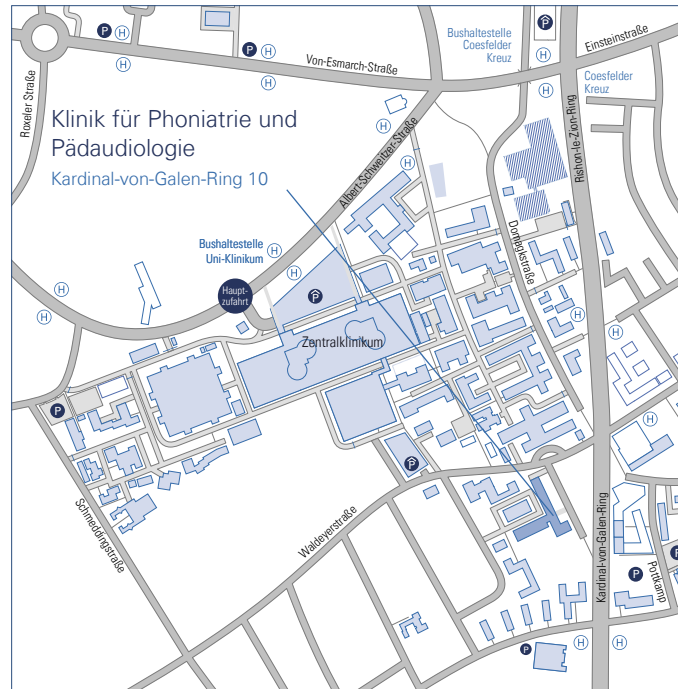 P
H
H
P
H
H
Von-Esmarch-Straße
Bushaltestelle
Coesfelder
Kreuz
P
H
H
Einsteinstraße
Coesfelder
Kreuz
Roxeler Straße
Klinik für Phoniatrie und
Pädaudiologie
Kardinal-von-Galen-Ring 10
H
H
Albert-Schweitzer-Straße
Rishon-le-Zion-Ring
Domagkstraße
Bushaltestelle
Uni-Klinikum
H
H
Haupt-
zufahrt
P
H
H
Zentralklinikum
H
H
P
H
P
Waldeyerstraße
Schmeddingstraße
Kardinal-von-Galen-Ring
Pottkamp
P
P
P
H
H